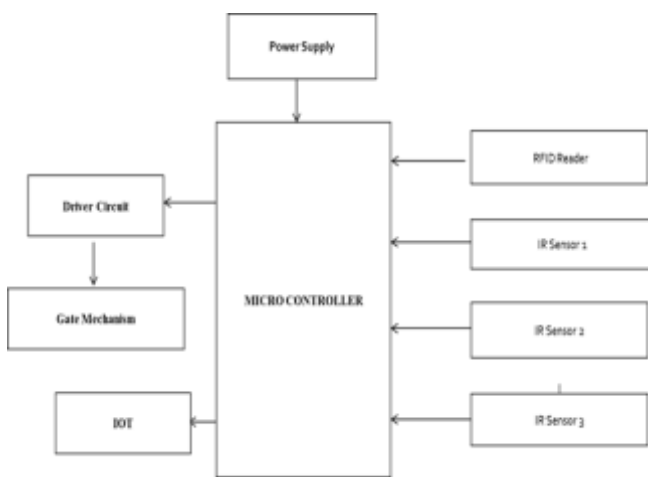 Power Supply
RFID Reader
Driver Circuit
IR Sensor 1
MICRO CONTROLLER
Gate Mechanism
IR Sensor 2
IOT
IR Sensor 3